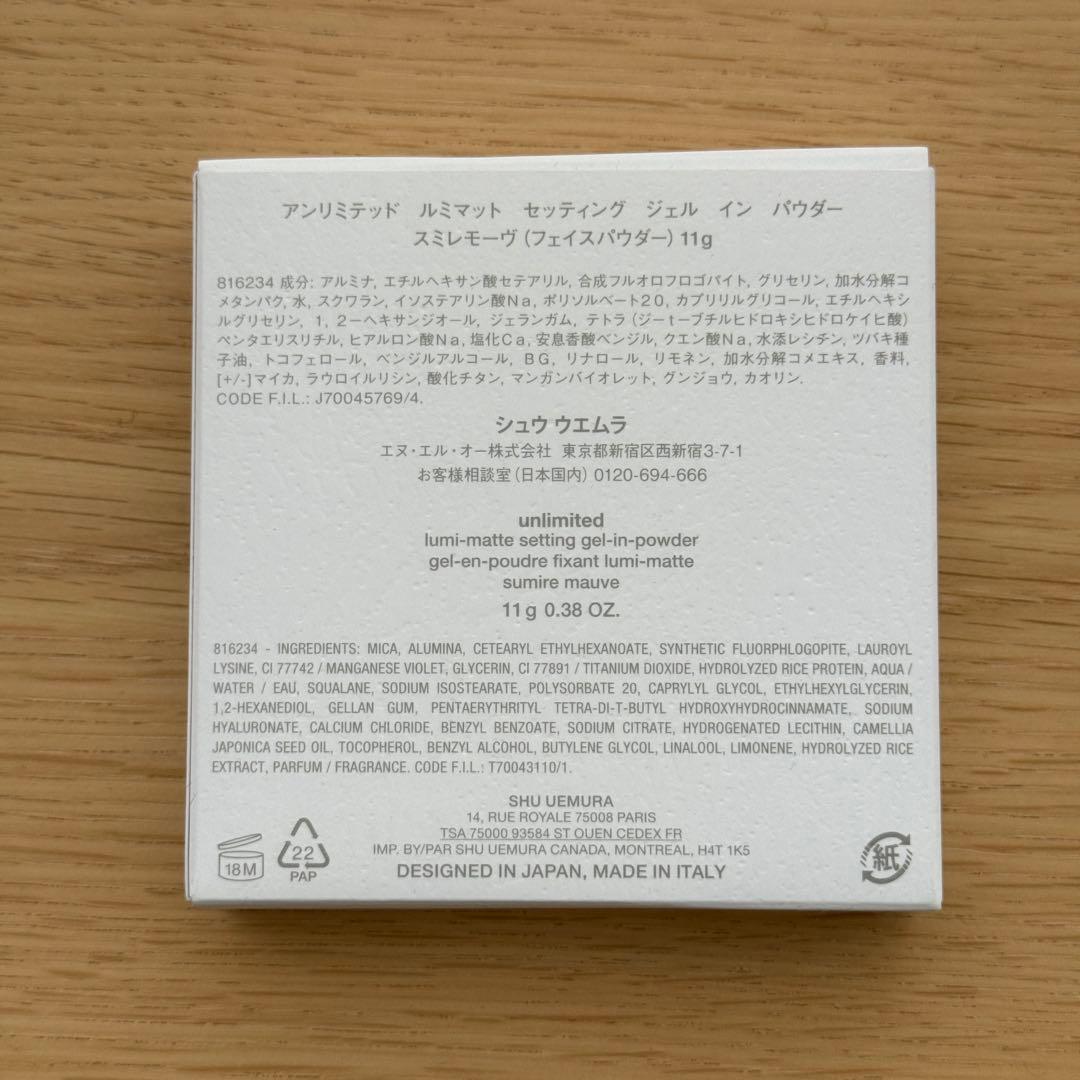 アンリミテッド ルミマット セッティング ジェル イン パウダー
スミレモーヴ (フェイスパウダー) 11g
816234 成分: アルミナ, エチルヘキサン酸セテアリル, 合成フルオロフロゴパイト, グリセリン, 加水分解コ
メタンパク, 水, スクワラン, イソステアリン酸Na, ポリソルベート20, カプリリルグリコール, エチルヘキシ
ルグリセリン, 1, 2ーヘキサンジオール, ジェランガム, テトラ (ジーtーブチルヒドロキシヒドロケイヒ酸)
ペンタエリスリチル, ヒアルロン酸Na, 塩化Ca, 安息香酸ベンジル, クエン酸Na, 水添レシチン, ツバキ種
子油, トコフェロール, ベンジルアルコール, BG, リナロール, リモネン, 加水分解コメエキス, 香料,
[+/-]マイカ, ラウロイルリシン, 酸化チタン, マンガンバイオレット, グンジョウ, カオリン.
CODE F.I.L.: J70045769/4.
シュウ ウエムラ
エヌ・エル・オー株式会社 東京都新宿区西新宿3-7-1
お客様相談室 (日本国内) 0120-694-666
unlimited
lumi-matte setting gel-in-powder
gel-en-poudre fixant lumi-matte
sumire mauve
11 g 0.38 OZ.
816234 - INGREDIENTS: MICA, ALUMINA, CETEARYL ETHYLHEXANOATE, SYNTHETIC FLUORPHLOGOPITE, LAUROYL
LYSINE, CI 77742 / MANGANESE VIOLET, GLYCERIN, CI 77891 / TITANIUM DIOXIDE, HYDROLYZED RICE PROTEIN, AQUA /
WATER / EAU, SQUALANE, SODIUM ISOSTEARATE, POLYSORBATE 20, CAPRYLYL GLYCOL, ETHYLHEXYLGLYCERIN,
1,2-HEXANEDIOL, GELLAN GUM, PENTAERYTHRITYL TETRA-DI-T-BUTYL HYDROXYHYDROCINNAMATE, SODIUM
HYALURONATE, CALCIUM CHLORIDE, BENZYL BENZOATE, SODIUM CITRATE, HYDROGENATED LECITHIN, CAMELLIA
JAPONICA SEED OIL, TOCOPHEROL, BENZYL ALCOHOL, BUTYLENE GLYCOL, LINALOOL, LIMONENE, HYDROLYZED RICE
EXTRACT, PARFUM / FRAGRANCE. CODE F.I.L.: T70043110/1.
SHU UEMURA
14, RUE ROYALE 75008 PARIS
TSA 75000 93584 ST OUEN CEDEX FR
IMP. BY/PAR SHU UEMURA CANADA, MONTREAL, H4T 1K5
DESIGNED IN JAPAN, MADE IN ITALY
18M
22
PAP
紙